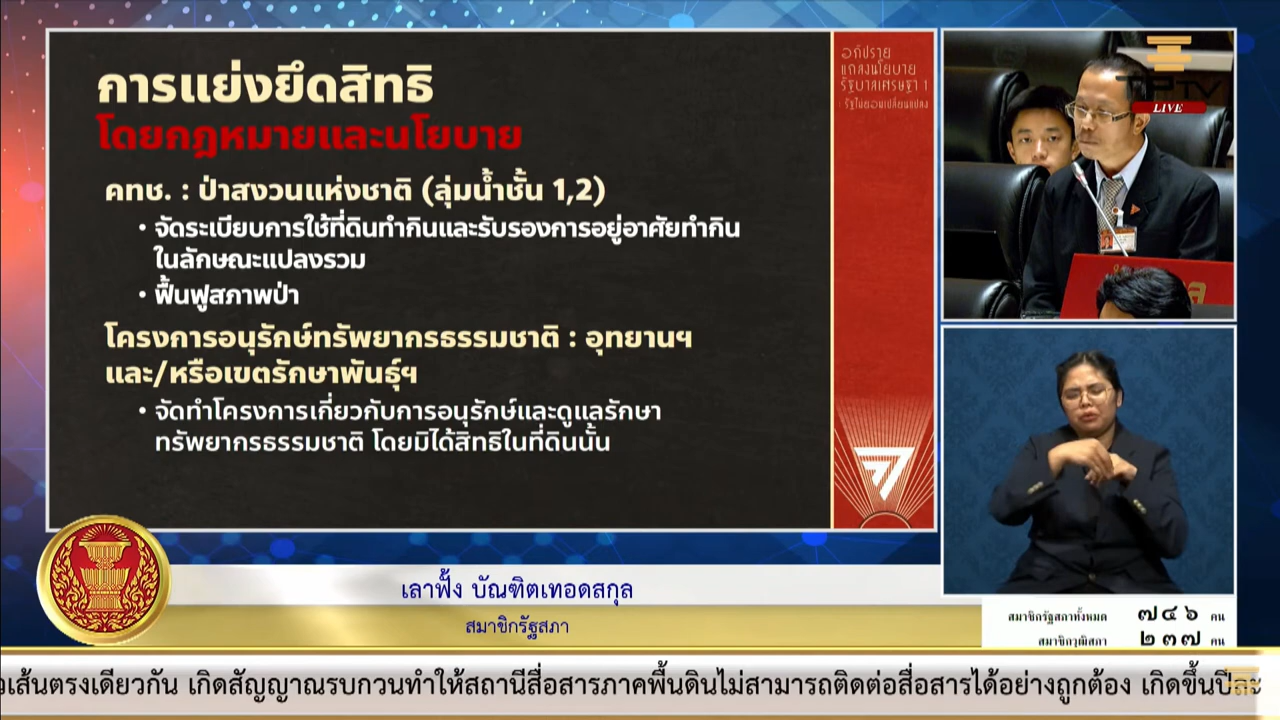 การแย่งยึดสิทธิ
โดยกฎหมายและนโยบาย
คทช. : ป่าสงวนแห่งชาติ (ลุ่มน้ำชั้น 1,2)
• จัดระเบียบการใช้ที่ดินทำกินและรับรองการอยู่อาศัยทำกิน
ในลักษณะแปลงรวม
• ฟื้นฟูสภาพป่า
โครงการอนุรักษ์ทรัพยากรธรรมชาติ : อุทยานฯ
และ/หรือเขตรักษาพันธุ์ฯ
• จัดทำโครงการเกี่ยวกับการอนุรักษ์และดูแลรักษา
ทรัพยากรธรรมชาติ โดยมิได้สิทธิในที่ดินนั้น
อภิปราย
แถลงนโยบาย
รัฐบาลเศรษฐา 1
: รัฐไม่ยอมเปลี่ยนแปลง
TPTV
LIVE
เลาฟั้ง บัณฑิตเทอดสกุล
สมาชิกรัฐสภา
สมาชิกรัฐสภาทั้งหมด ๗๔๖ คน
สมาชิกวุฒิสภา ๒๓๗ คน
เส้นตรงเดียวกัน เกิดสัญญาณรบกวนทำให้สถานีสื่อสารภาคพื้นดินไม่สามารถติดต่อสื่อสารได้อย่างถูกต้อง เกิดขึ้นปีละ